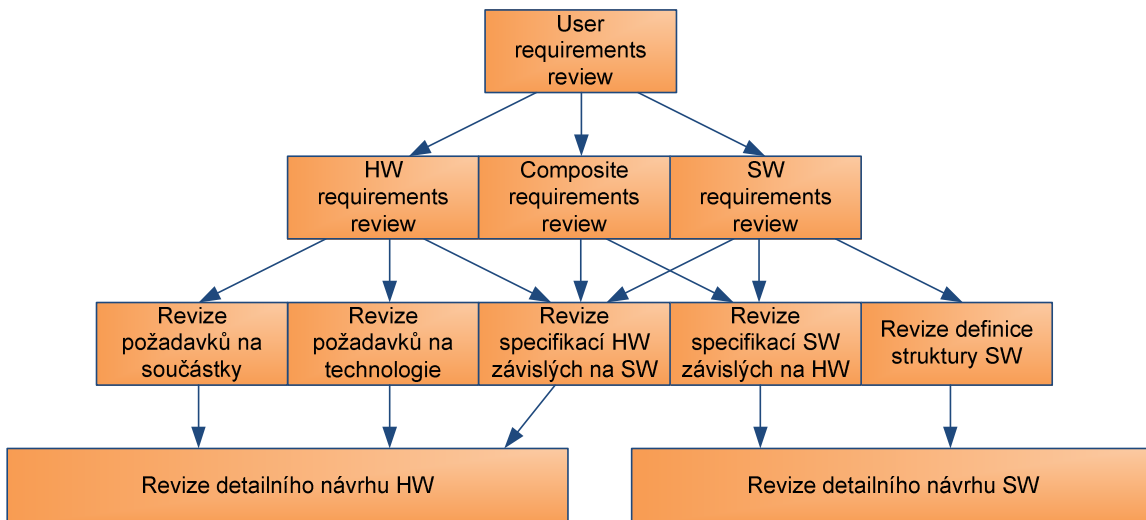 User
requirements
review
HW
requirements
review
Composite
requirements
review
SW
requirements
review
Revize
požadavků na
součástky
Revize
požadavků na
technologie
Revize
specifikací HW
závislých na SW
Revize
specifikací SW
závislých na HW
Revize definice
struktury SW
Revize detailního návrhu HW
Revize detailního návrhu SW